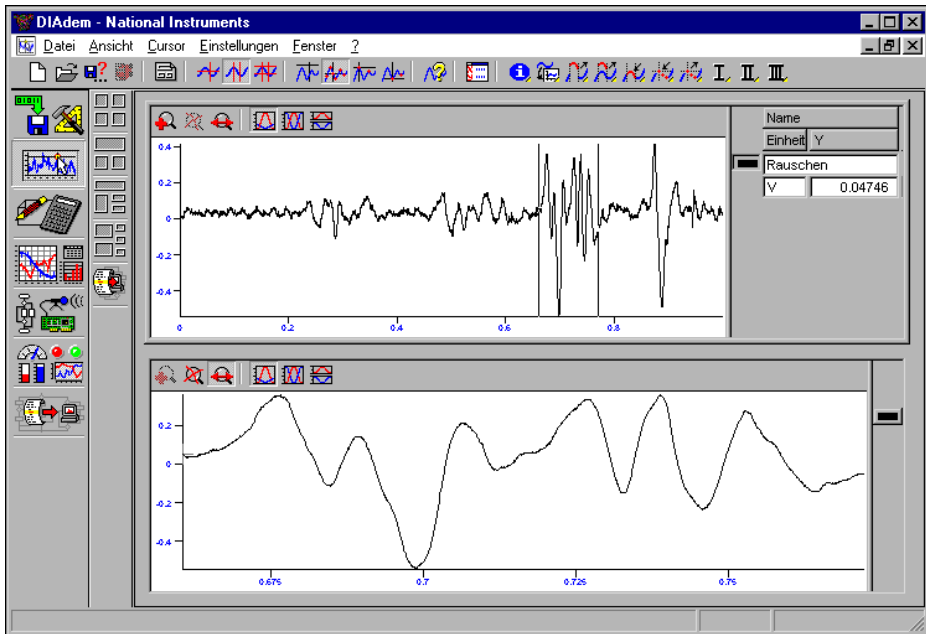 DIAdem - National Instruments
Datei Ansicht Cursor Einstellungen Fenster ?
I, II, III,
Name
Einheit Y
Rauschen
V 0.04746
0.4
0.2
0
-0.2
-0.4
0 0.2 0.4 0.6 0.8
0.2
0
-0.2
-0.4
0.675 0.7 0.725 0.75